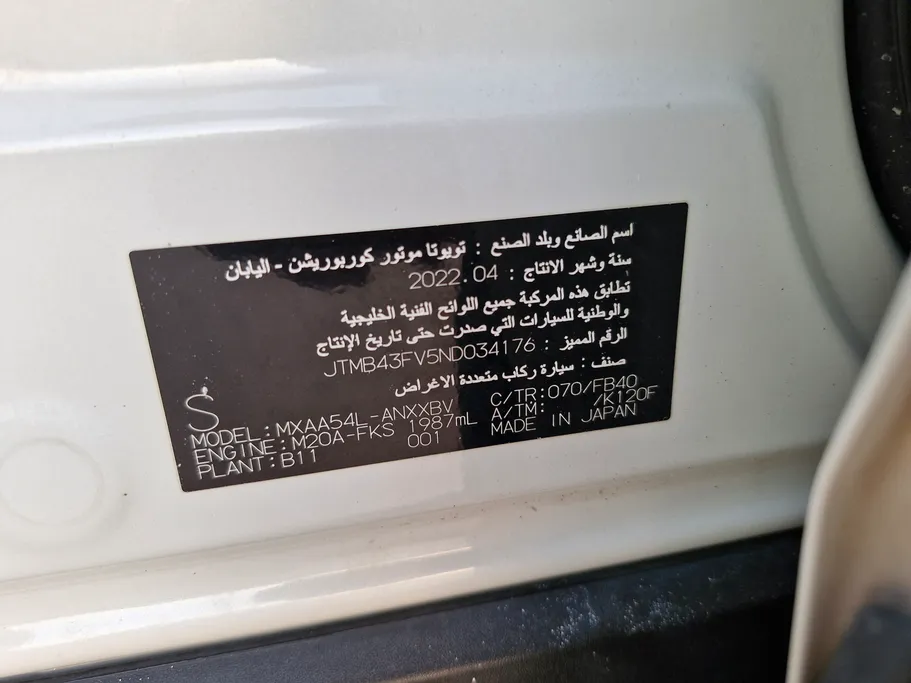 اسم الصانع وبلد الصنع : تويوتا موتور كوربوريشن - اليابان
سنة وشهر الانتاج : 2022.04
تطابق هذه المركبة جميع اللوائح الفنية الخليجية
والوطنية للسيارات التي صدرت حتى تاريخ الإنتاج
الرقم المميز : JTMB43FV5ND034176
صنف : سيارة ركاب متعددة الاغراض
S
MODEL:MXAA54L-ANXXBV C/TR:070/FB40
ENGINE:M20A-FKS 1987mL A/TM: /K120F
PLANT:B11 001 MADE IN JAPAN